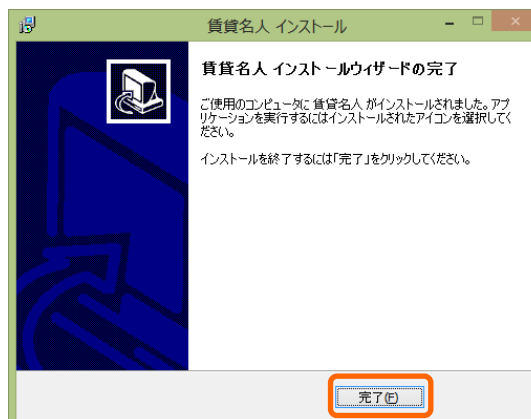 賃貸名人 インストール
賃貸名人 インストールウィザードの完了
ご使用のコンピュータに 賃貸名人 がインストールされました。アプ
リケーションを実行するにはインストールされたアイコンを選択してく
ださい。
インストールを終了するには「完了」をクリックしてください。
完了(F)